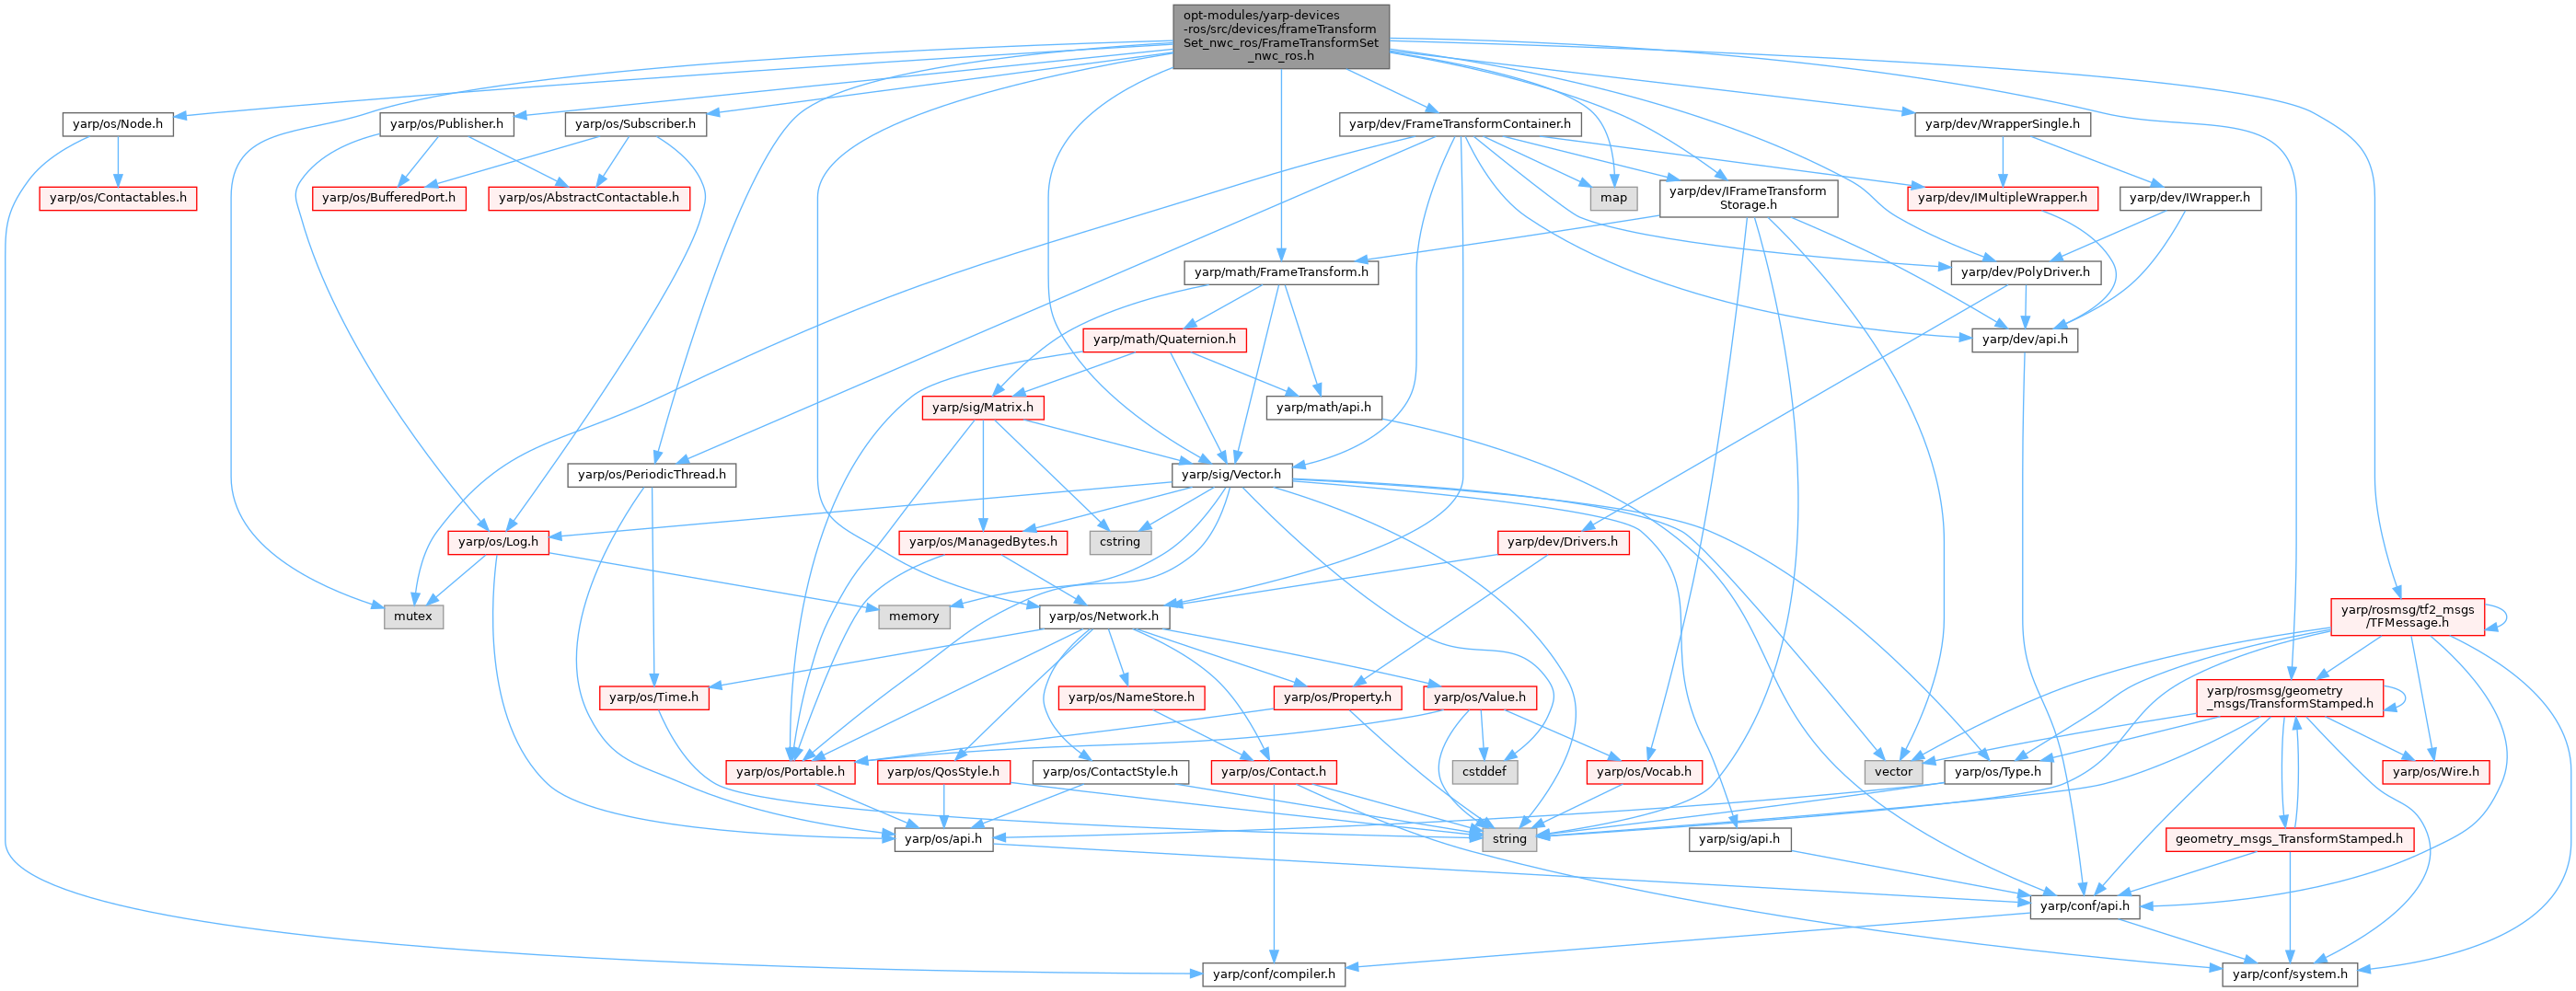 opt-modules/yarp-devices
-ros/src/devices/frameTransform
Set_nwc_ros/FrameTransformSet
_nwc_ros.h
yarp/os/Node.h
yarp/os/Publisher.h
yarp/os/Subscriber.h
yarp/dev/FrameTransformContainer.h
yarp/dev/WrapperSingle.h
yarp/os/Contactables.h
yarp/os/BufferedPort.h
yarp/os/AbstractContactable.h
map
yarp/dev/IFrameTransform
Storage.h
yarp/dev/IMultipleWrapper.h
yarp/dev/IWrapper.h
yarp/math/FrameTransform.h
yarp/dev/PolyDriver.h
yarp/math/Quaternion.h
yarp/dev/api.h
yarp/sig/Matrix.h
yarp/math/api.h
yarp/os/PeriodicThread.h
yarp/sig/Vector.h
yarp/os/Log.h
yarp/os/ManagedBytes.h
cstring
yarp/dev/Drivers.h
mutex
memory
yarp/os/Network.h
yarp/rosmsg/tf2_msgs
/TFMessage.h
yarp/os/Time.h
yarp/os/NameStore.h
yarp/os/Property.h
yarp/os/Value.h
yarp/rosmsg/geometry
_msgs/TransformStamped.h
yarp/os/Portable.h
yarp/os/QosStyle.h
yarp/os/ContactStyle.h
yarp/os/Contact.h
cstddef
yarp/os/Vocab.h
vector
yarp/os/Type.h
yarp/os/Wire.h
yarp/os/api.h
string
yarp/sig/api.h
geometry_msgs_TransformStamped.h
yarp/conf/api.h
yarp/conf/compiler.h
yarp/conf/system.h